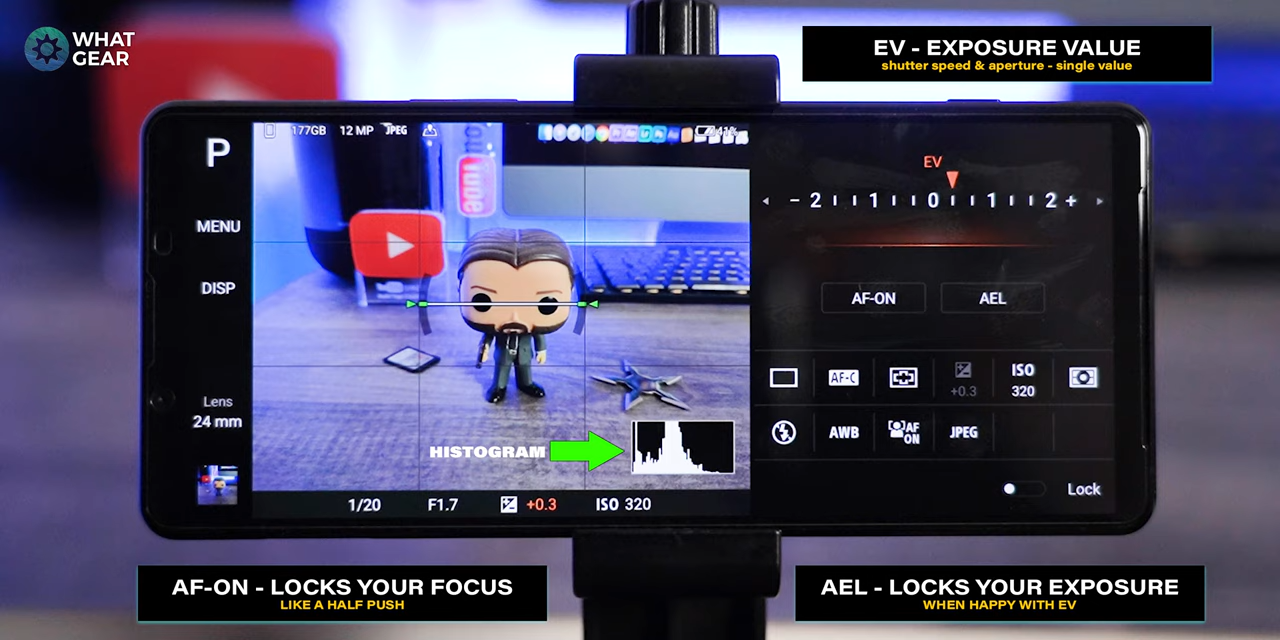 WHAT
GEAR
EV - EXPOSURE VALUE
shutter speed & aperture - single value
177GB 12 MP JPEG 41%
P
MENU
DISP
Lens
24 mm
Tube
EV
- 2 1 0 1 2 +
AF-ON AEL
AF-C +0.3 ISO 320
AWB AF ON JPEG
Lock
HISTOGRAM
1/20 F1.7 +0.3 ISO 320
AF-ON - LOCKS YOUR FOCUS
LIKE A HALF PUSH
AEL - LOCKS YOUR EXPOSURE
WHEN HAPPY WITH EV